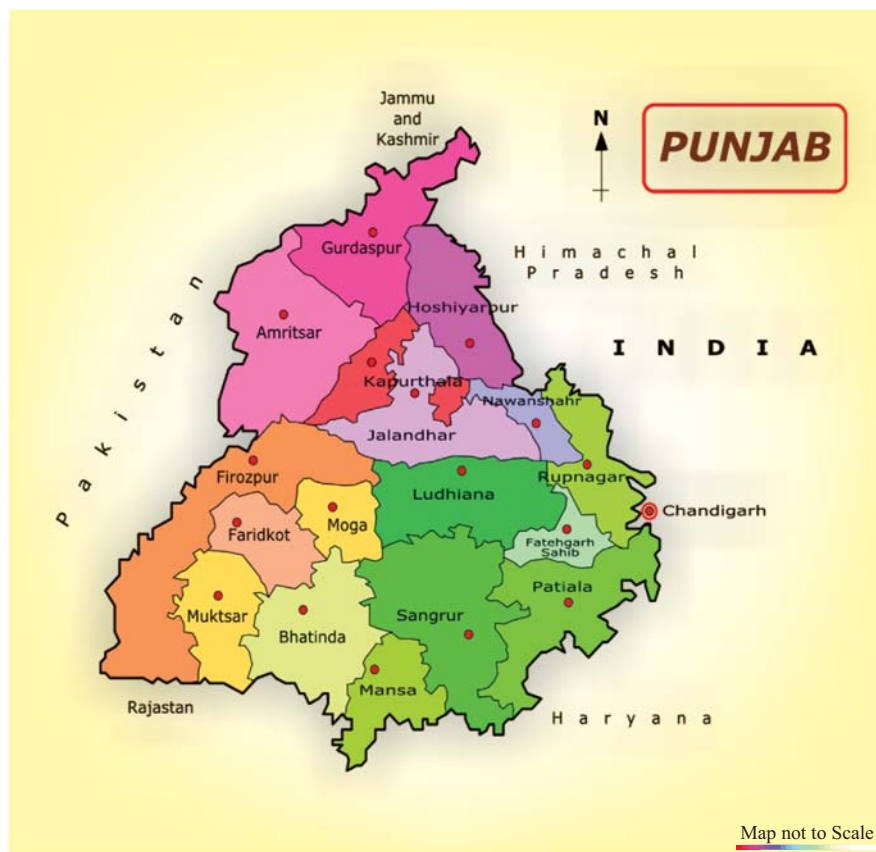 Jammu
and
Kashmir
N
PUNJAB
Gurdaspur
Himachal
Pradesh
Pakistan
Hoshiyarpur
Amritsar
INDIA
Kapurthala
Nawanshahr
Jalandhar
Firozpur
Rupnagar
Ludhiana
Chandigarh
Moga
Faridkot
Fatehgarh
Sahib
Patiala
Muktsar
Sangrur
Bhatinda
Mansa
Rajastan
Haryana
Map not to Scale